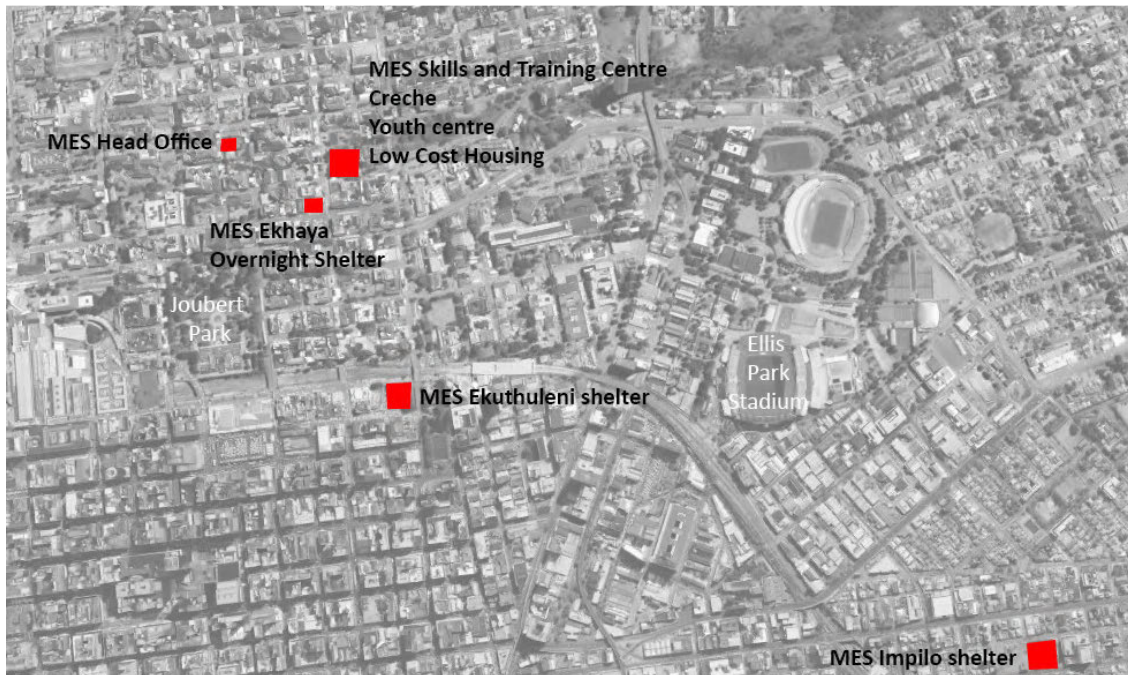 MES Skills and Training Centre
Creche
Youth centre
Low Cost Housing
MES Head Office
MES Ekhaya
Overnight Shelter
Joubert
Park
Ellis
Park
Stadium
MES Ekuthuleni shelter
MES Impilo shelter